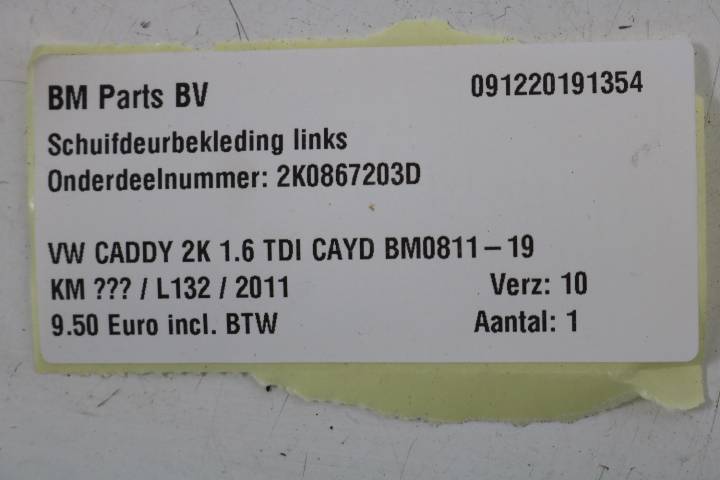 BM Parts BV 091220191354
Schuifdeurbekleding links
Onderdeelnummer: 2K0867203D
VW CADDY 2K 1.6 TDI CAYD BM0811-19
KM ??? / L132 / 2011 Verz: 10
9.50 Euro incl. BTW Aantal: 1